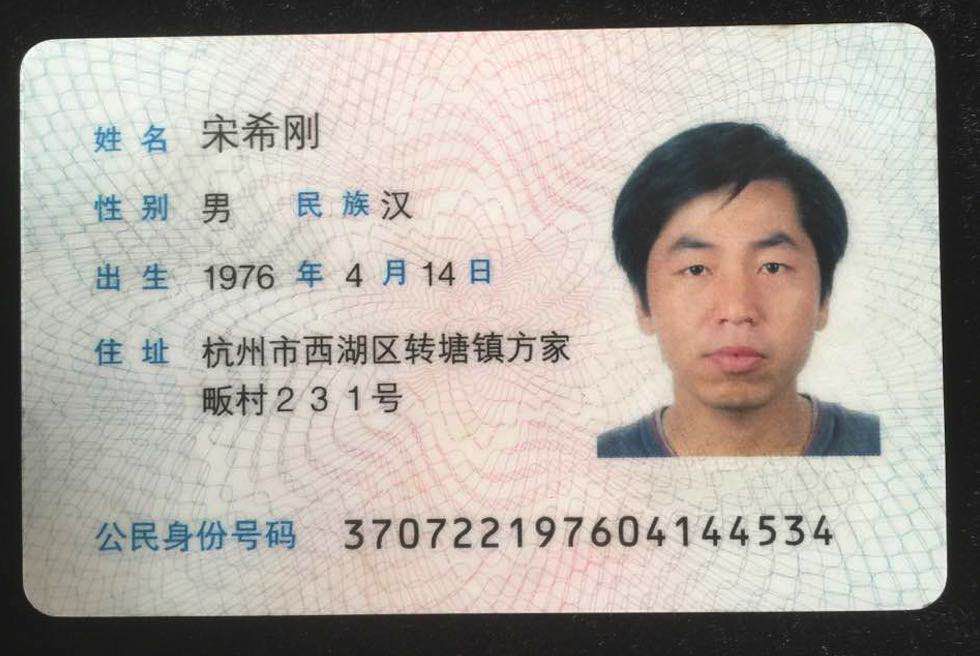 姓名 宋希刚
性别 男 民族 汉
出生 1976 年 4 月 14 日
住址 杭州市西湖区转塘镇方家
畈村２３１号
公民身份号码 370722197604144534